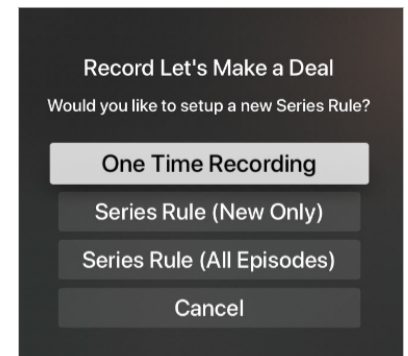 Record Let's Make a Deal
Would you like to setup a new Series Rule?
One Time Recording
Series Rule (New Only)
Series Rule (All Episodes)
Cancel